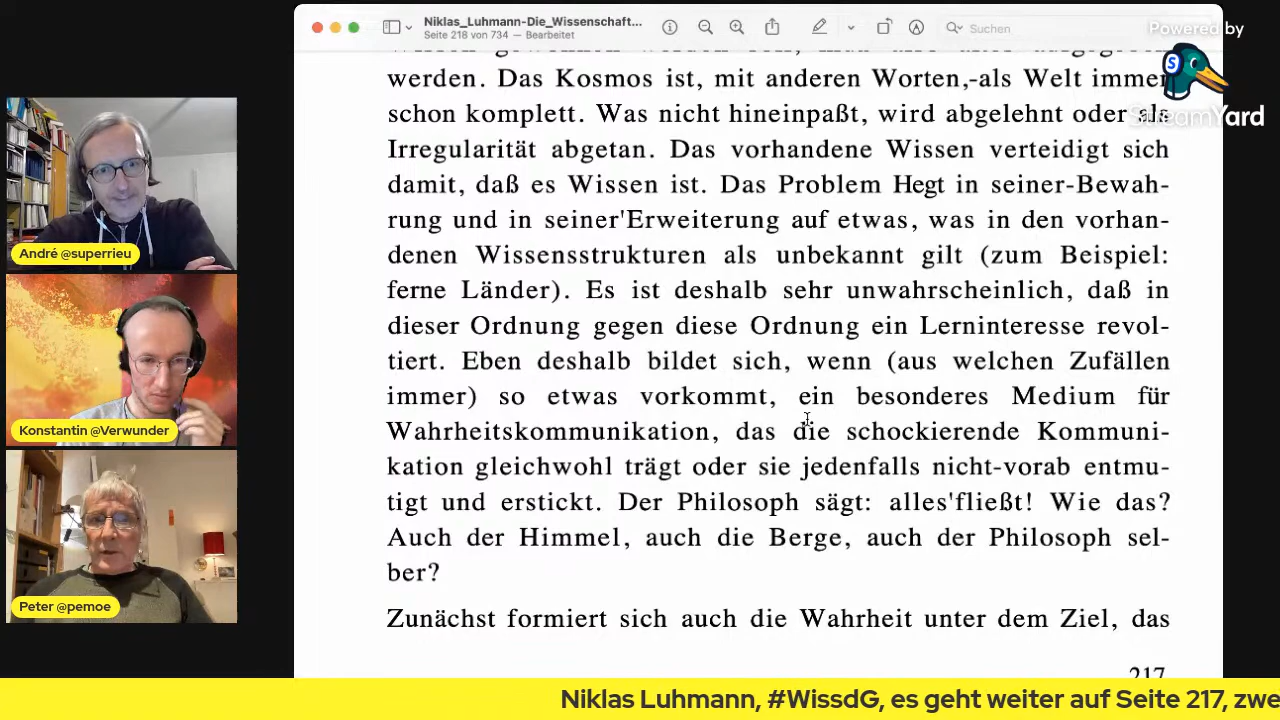 Niklas_Luhmann-Die_Wissenschaft...
Seite 218 von 734 — Bearbeitet
Suchen
Powered by
StreamYard
werden. Das Kosmos ist, mit anderen Worten,-als Welt immer
schon komplett. Was nicht hineinpaßt, wird abgelehnt oder als
Irregularität abgetan. Das vorhandene Wissen verteidigt sich
damit, daß es Wissen ist. Das Problem Hegt in seiner-Bewah-
rung und in seiner'Erweiterung auf etwas, was in den vorhan-
denen Wissensstrukturen als unbekannt gilt (zum Beispiel:
ferne Länder). Es ist deshalb sehr unwahrscheinlich, daß in
dieser Ordnung gegen diese Ordnung ein Lerninteresse revol-
tiert. Eben deshalb bildet sich, wenn (aus welchen Zufällen
immer) so etwas vorkommt, ein besonderes Medium für
Wahrheitskommunikation, das die schockierende Kommuni-
kation gleichwohl trägt oder sie jedenfalls nicht-vorab entmu-
tigt und erstickt. Der Philosoph sägt: alles'fließt! Wie das?
Auch der Himmel, auch die Berge, auch der Philosoph sel-
ber?
Zunächst formiert sich auch die Wahrheit unter dem Ziel, das
217
André @superrieu
Konstantin @Verwunder
Peter @pemoe
Niklas Luhmann, #WissdG, es geht weiter auf Seite 217, zwe